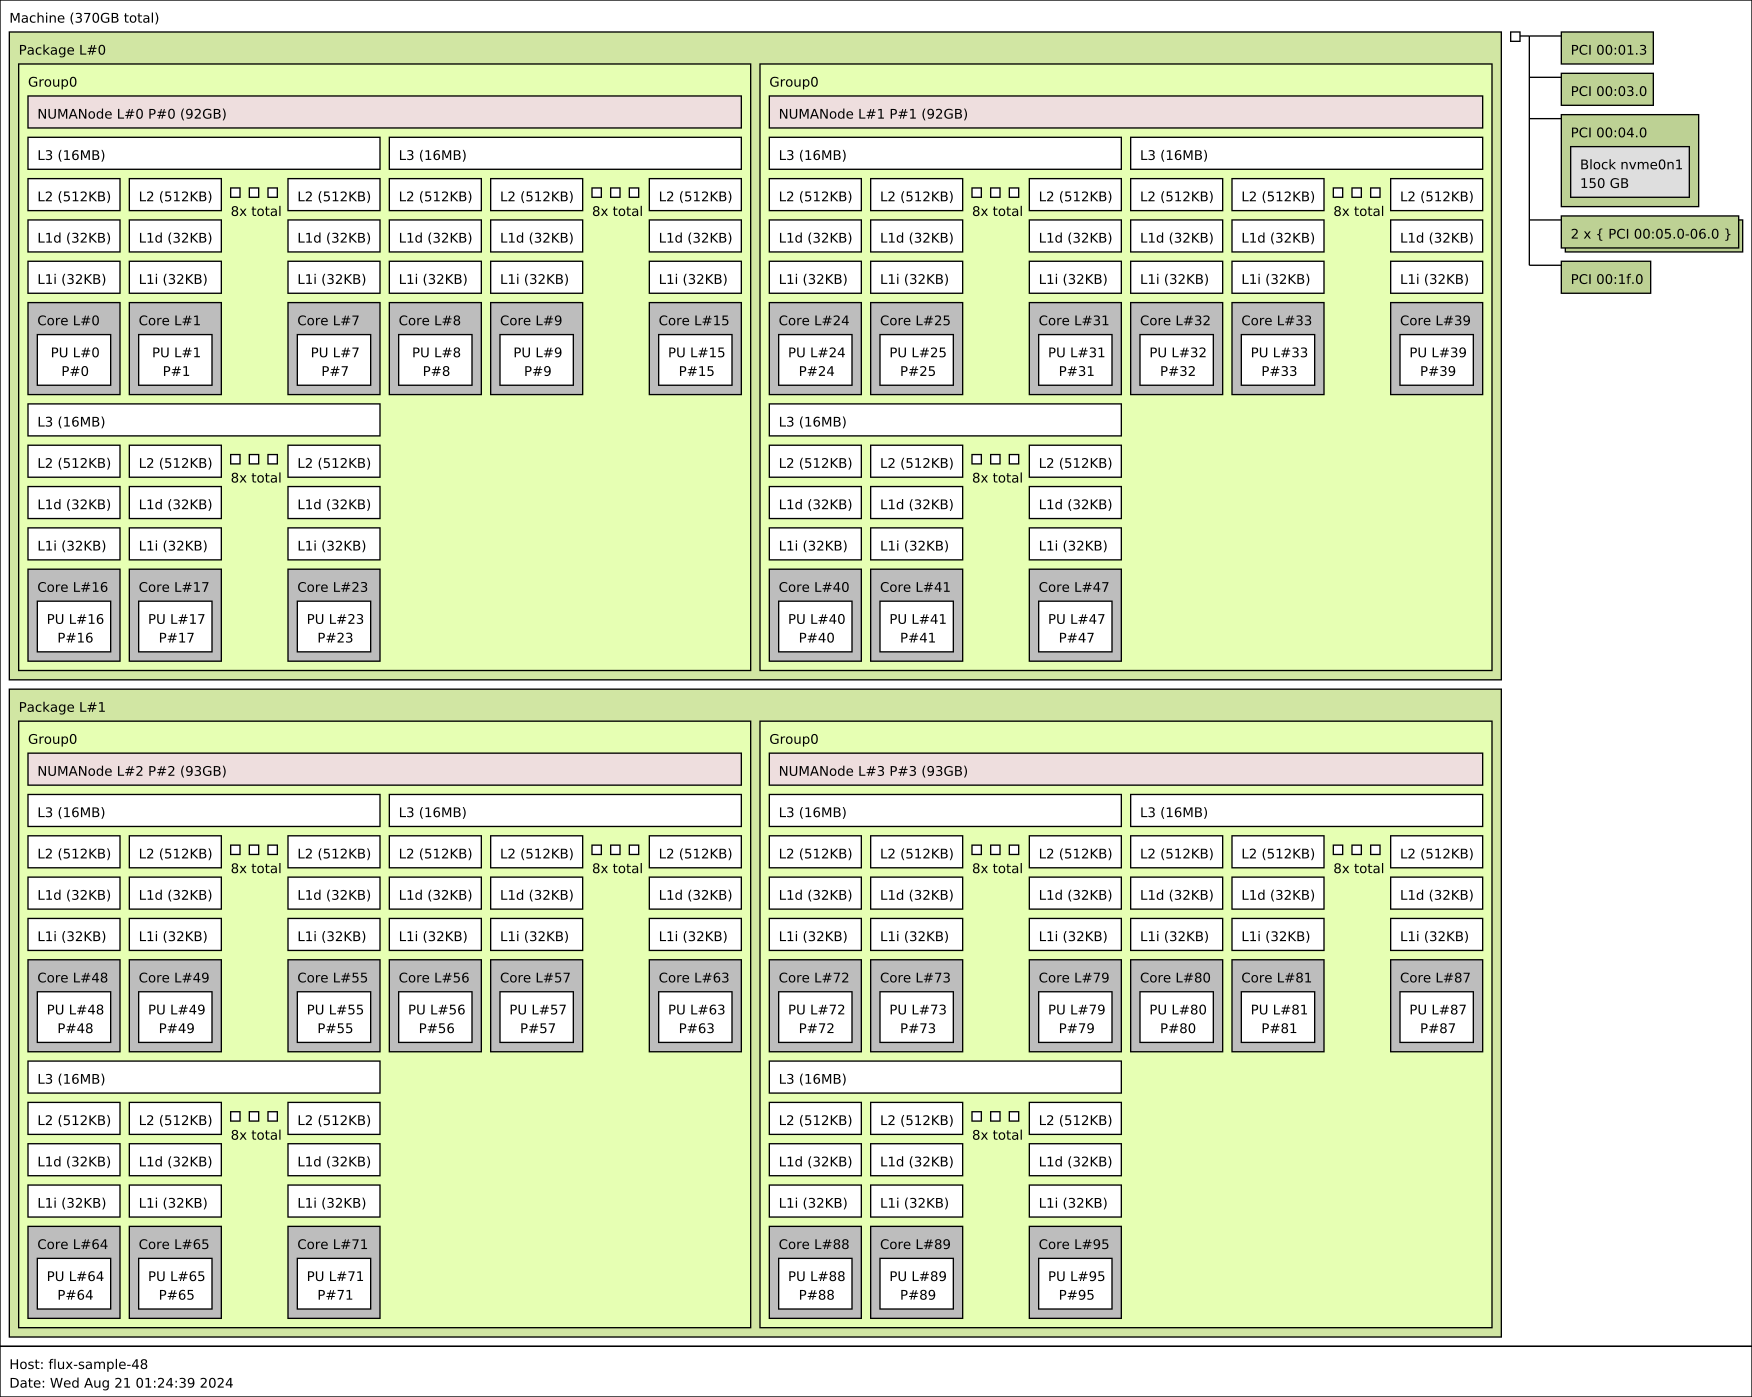 Machine (370GB total)
Package L#0
Group0
NUMANode L#0 P#0 (92GB)
L3 (16MB) L3 (16MB)
L2 (512KB) L2 (512KB) L2 (512KB) L2 (512KB) L2 (512KB) L2 (512KB)
8x total 8x total
L1d (32KB) L1d (32KB) L1d (32KB) L1d (32KB) L1d (32KB) L1d (32KB)
L1i (32KB) L1i (32KB) L1i (32KB) L1i (32KB) L1i (32KB) L1i (32KB)
Core L#0 Core L#1 Core L#7 Core L#8 Core L#9 Core L#15
PU L#0 PU L#1 PU L#7 PU L#8 PU L#9 PU L#15
P#0 P#1 P#7 P#8 P#9 P#15
L3 (16MB)
L2 (512KB) L2 (512KB) L2 (512KB)
8x total
L1d (32KB) L1d (32KB) L1d (32KB)
L1i (32KB) L1i (32KB) L1i (32KB)
Core L#16 Core L#17 Core L#23
PU L#16 PU L#17 PU L#23
P#16 P#17 P#23
Group0
NUMANode L#1 P#1 (92GB)
L3 (16MB) L3 (16MB)
L2 (512KB) L2 (512KB) L2 (512KB) L2 (512KB) L2 (512KB) L2 (512KB)
8x total 8x total
L1d (32KB) L1d (32KB) L1d (32KB) L1d (32KB) L1d (32KB) L1d (32KB)
L1i (32KB) L1i (32KB) L1i (32KB) L1i (32KB) L1i (32KB) L1i (32KB)
Core L#24 Core L#25 Core L#31 Core L#32 Core L#33 Core L#39
PU L#24 PU L#25 PU L#31 PU L#32 PU L#33 PU L#39
P#24 P#25 P#31 P#32 P#33 P#39
L3 (16MB)
L2 (512KB) L2 (512KB) L2 (512KB)
8x total
L1d (32KB) L1d (32KB) L1d (32KB)
L1i (32KB) L1i (32KB) L1i (32KB)
Core L#40 Core L#41 Core L#47
PU L#40 PU L#41 PU L#47
P#40 P#41 P#47
Package L#1
Group0
NUMANode L#2 P#2 (93GB)
L3 (16MB) L3 (16MB)
L2 (512KB) L2 (512KB) L2 (512KB) L2 (512KB) L2 (512KB) L2 (512KB)
8x total 8x total
L1d (32KB) L1d (32KB) L1d (32KB) L1d (32KB) L1d (32KB) L1d (32KB)
L1i (32KB) L1i (32KB) L1i (32KB) L1i (32KB) L1i (32KB) L1i (32KB)
Core L#48 Core L#49 Core L#55 Core L#56 Core L#57 Core L#63
PU L#48 PU L#49 PU L#55 PU L#56 PU L#57 PU L#63
P#48 P#49 P#55 P#56 P#57 P#63
L3 (16MB)
L2 (512KB) L2 (512KB) L2 (512KB)
8x total
L1d (32KB) L1d (32KB) L1d (32KB)
L1i (32KB) L1i (32KB) L1i (32KB)
Core L#64 Core L#65 Core L#71
PU L#64 PU L#65 PU L#71
P#64 P#65 P#71
Group0
NUMANode L#3 P#3 (93GB)
L3 (16MB) L3 (16MB)
L2 (512KB) L2 (512KB) L2 (512KB) L2 (512KB) L2 (512KB) L2 (512KB)
8x total 8x total
L1d (32KB) L1d (32KB) L1d (32KB) L1d (32KB) L1d (32KB) L1d (32KB)
L1i (32KB) L1i (32KB) L1i (32KB) L1i (32KB) L1i (32KB) L1i (32KB)
Core L#72 Core L#73 Core L#79 Core L#80 Core L#81 Core L#87
PU L#72 PU L#73 PU L#79 PU L#80 PU L#81 PU L#87
P#72 P#73 P#79 P#80 P#81 P#87
L3 (16MB)
L2 (512KB) L2 (512KB) L2 (512KB)
8x total
L1d (32KB) L1d (32KB) L1d (32KB)
L1i (32KB) L1i (32KB) L1i (32KB)
Core L#88 Core L#89 Core L#95
PU L#88 PU L#89 PU L#95
P#88 P#89 P#95
PCI 00:01.3
PCI 00:03.0
PCI 00:04.0
Block nvme0n1
150 GB
2 x { PCI 00:05.0-06.0 }
PCI 00:1f.0
Host: flux-sample-48
Date: Wed Aug 21 01:24:39 2024